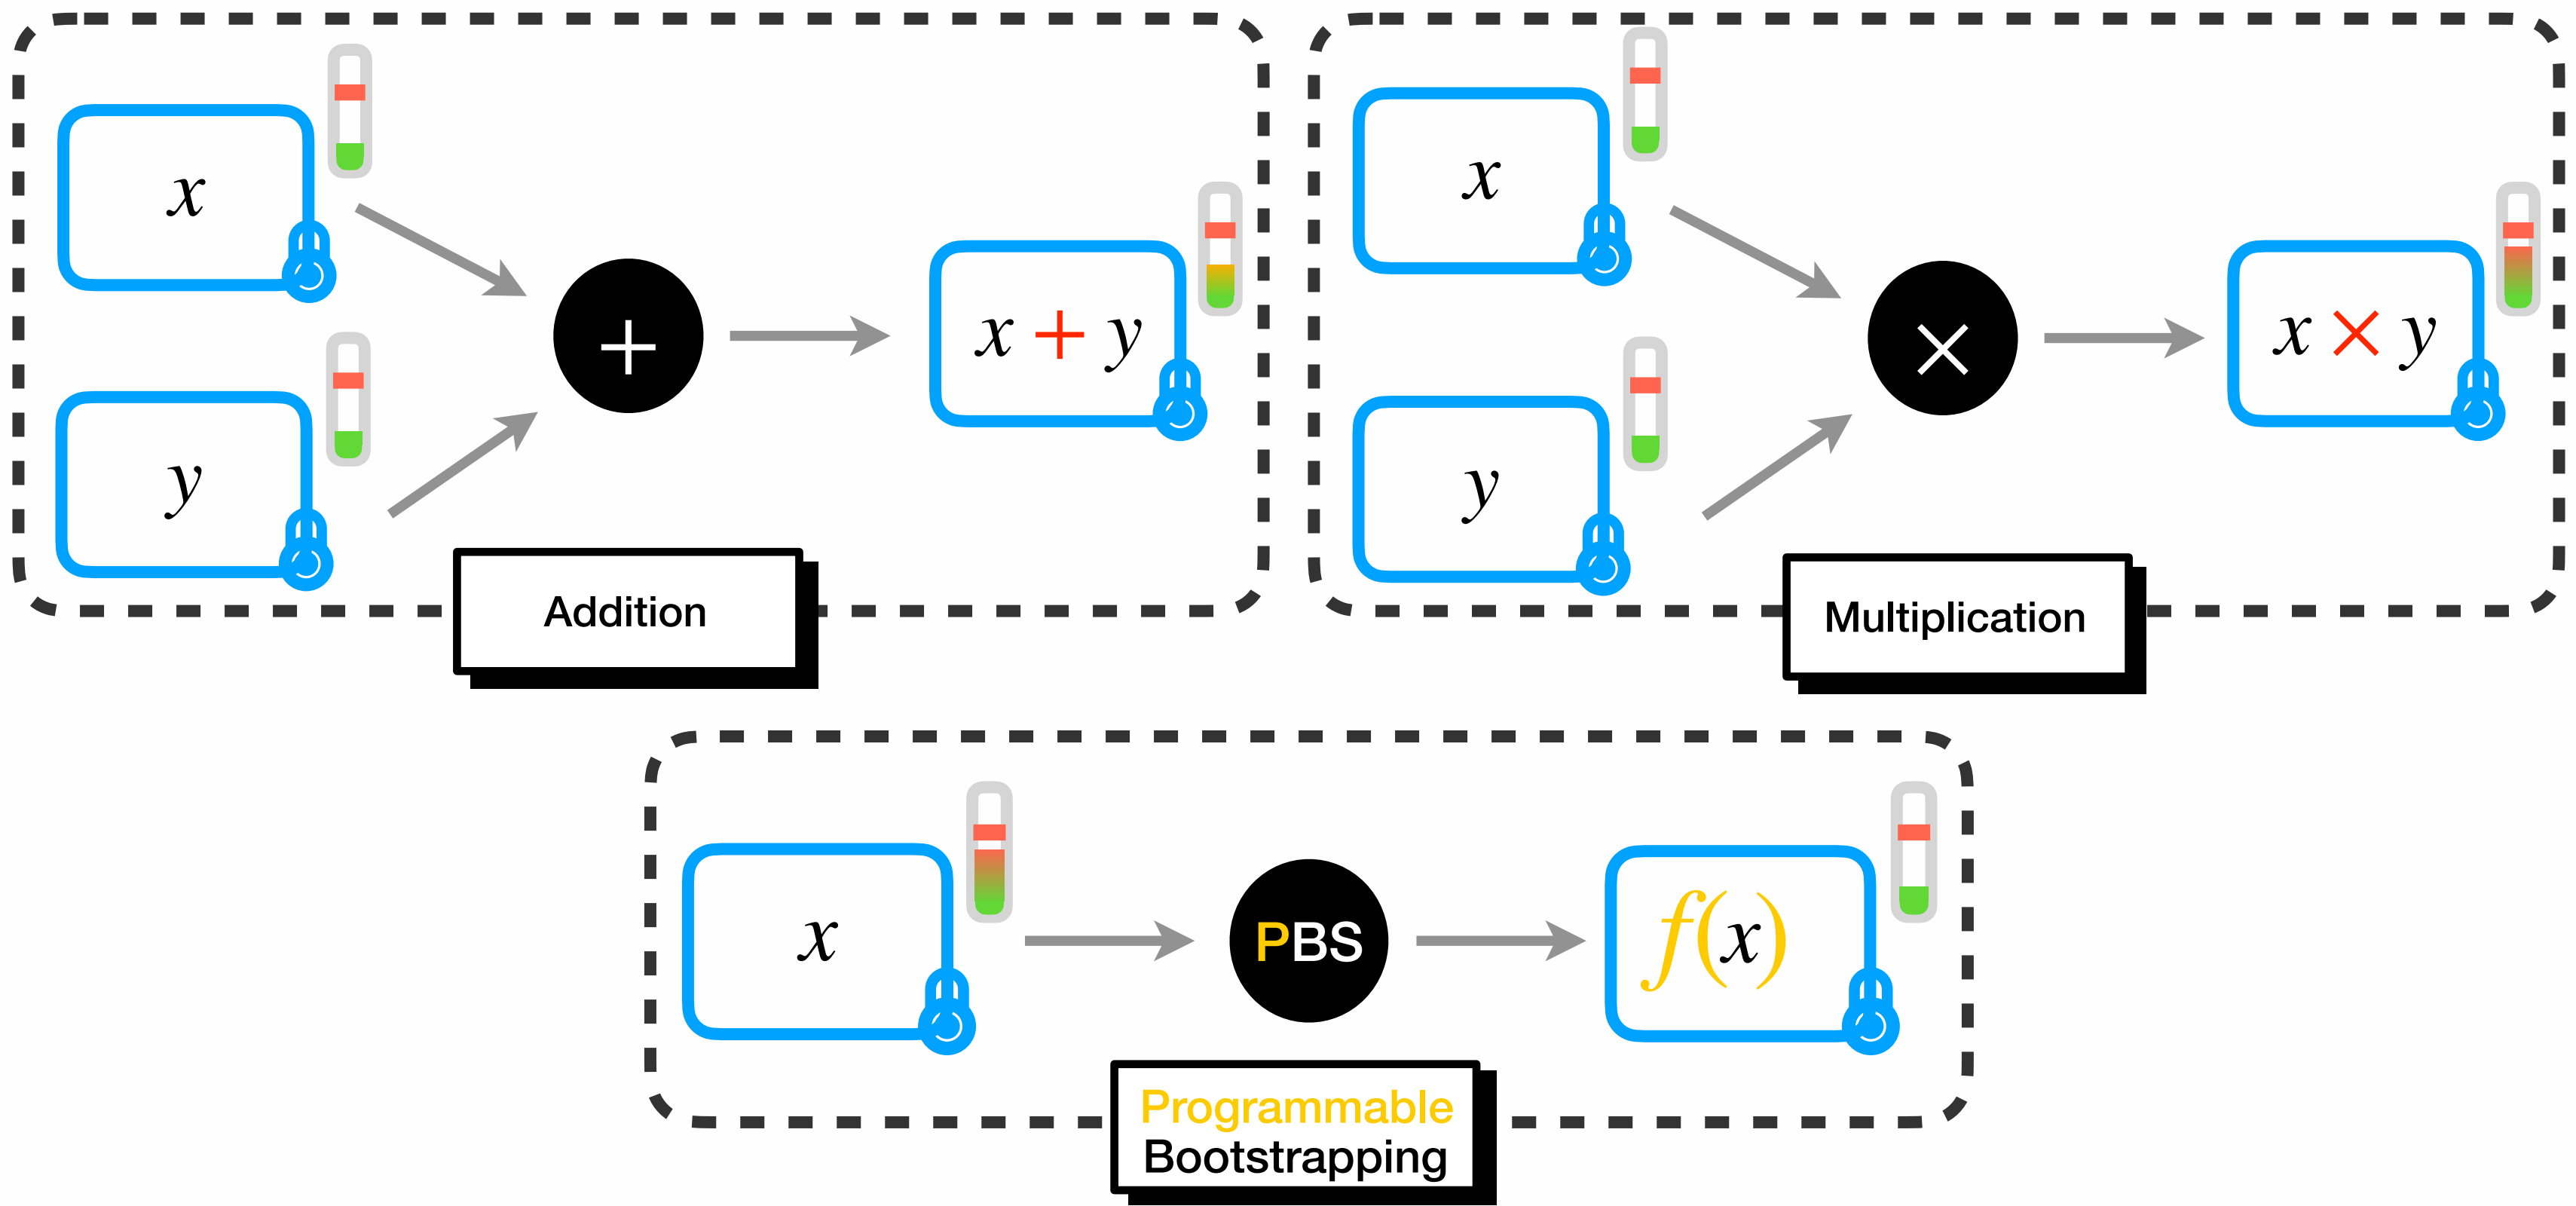 x
+
x + y
y
Addition
x
×
x × y
y
Multiplication
x
PBS
f(x)
Programmable
Bootstrapping